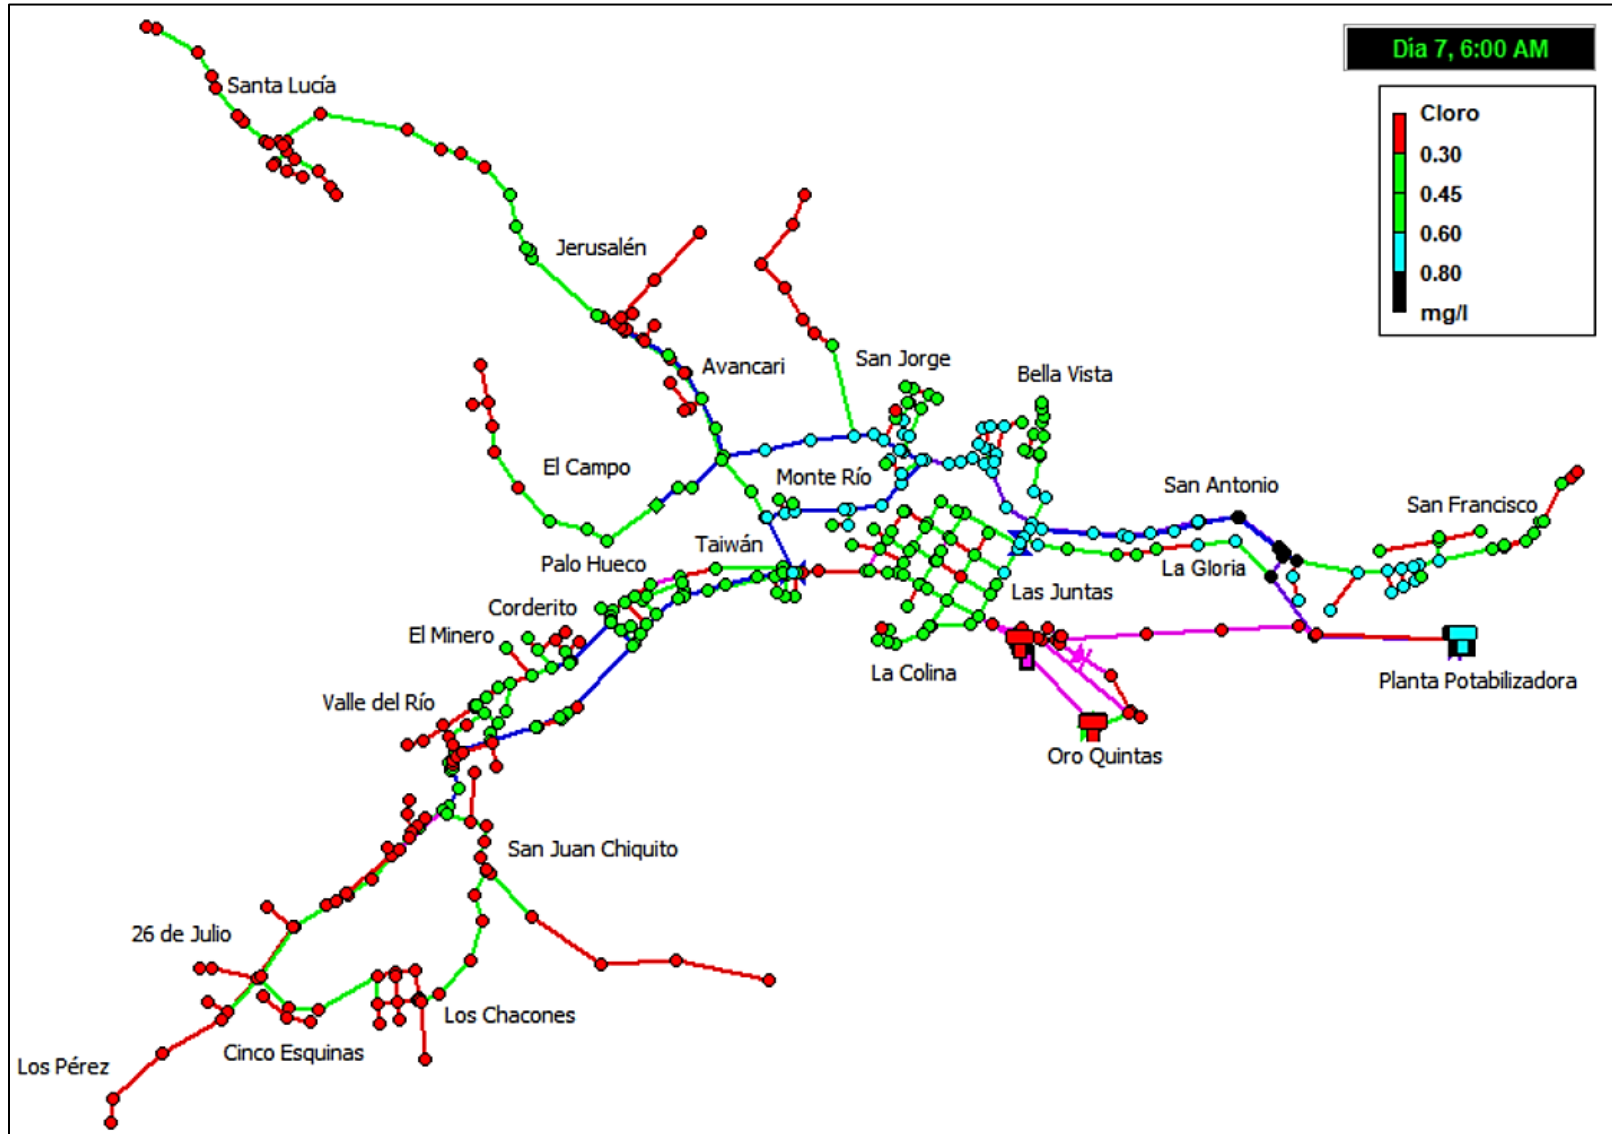 Día 7, 6:00 AM
Cloro
0.30
0.45
0.60
0.80
mg/l
Santa Lucía
Jerusalén
Avancari
San Jorge
Bella Vista
El Campo
Monte Río
San Antonio
San Francisco
Taiwán
Palo Hueco
La Gloria
Las Juntas
Corderito
El Minero
La Colina
Planta Potabilizadora
Valle del Río
Oro Quintas
San Juan Chiquito
26 de Julio
Los Chacones
Cinco Esquinas
Los Pérez